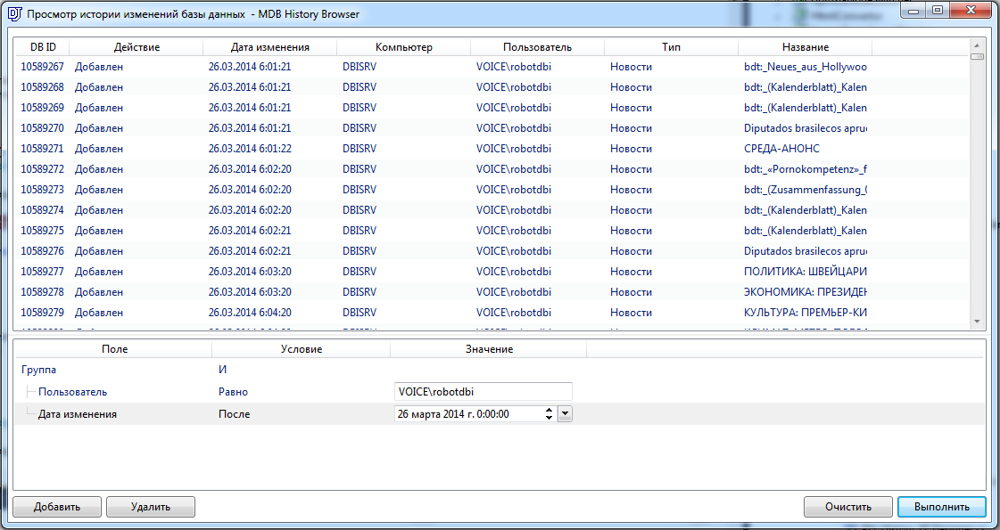 Просмотр истории изменений базы данных - MDB History Browser
DB ID Действие Дата изменения Компьютер Пользователь Тип Название
10589267 Добавлен 26.03.2014 6:01:21 DBISRV VOICE\robotdbi Новости bdt:_Neues_aus_Hollywoo
10589268 Добавлен 26.03.2014 6:01:21 DBISRV VOICE\robotdbi Новости bdt:_(Kalenderblatt)_Kalen
10589269 Добавлен 26.03.2014 6:01:21 DBISRV VOICE\robotdbi Новости bdt:_(Kalenderblatt)_Kalen
10589270 Добавлен 26.03.2014 6:01:21 DBISRV VOICE\robotdbi Новости Diputados brasilecos apru
10589271 Добавлен 26.03.2014 6:01:22 DBISRV VOICE\robotdbi Новости СРЕДА-АНОНС
10589272 Добавлен 26.03.2014 6:02:20 DBISRV VOICE\robotdbi Новости bdt:_«Pornokompetenz»_f
10589273 Добавлен 26.03.2014 6:02:20 DBISRV VOICE\robotdbi Новости bdt:_(Zusammenfassung_
10589274 Добавлен 26.03.2014 6:02:20 DBISRV VOICE\robotdbi Новости bdt:_(Kalenderblatt)_Kalen
10589275 Добавлен 26.03.2014 6:02:21 DBISRV VOICE\robotdbi Новости bdt:_(Kalenderblatt)_Kalen
10589276 Добавлен 26.03.2014 6:02:21 DBISRV VOICE\robotdbi Новости Diputados brasilecos apru
10589277 Добавлен 26.03.2014 6:03:20 DBISRV VOICE\robotdbi Новости ПОЛИТИКА: ШВЕЙЦАРИ
10589278 Добавлен 26.03.2014 6:03:20 DBISRV VOICE\robotdbi Новости ЭКОНОМИКА: ПРЕЗИДЕН
10589279 Добавлен 26.03.2014 6:04:20 DBISRV VOICE\robotdbi Новости КУЛЬТУРА: ПРЕМЬЕР-КИ
Поле Условие Значение
Группа И
Пользователь Равно VOICE\robotdbi
Дата изменения После 26 марта 2014 г. 0:00:00
Добавить Удалить Очистить Выполнить